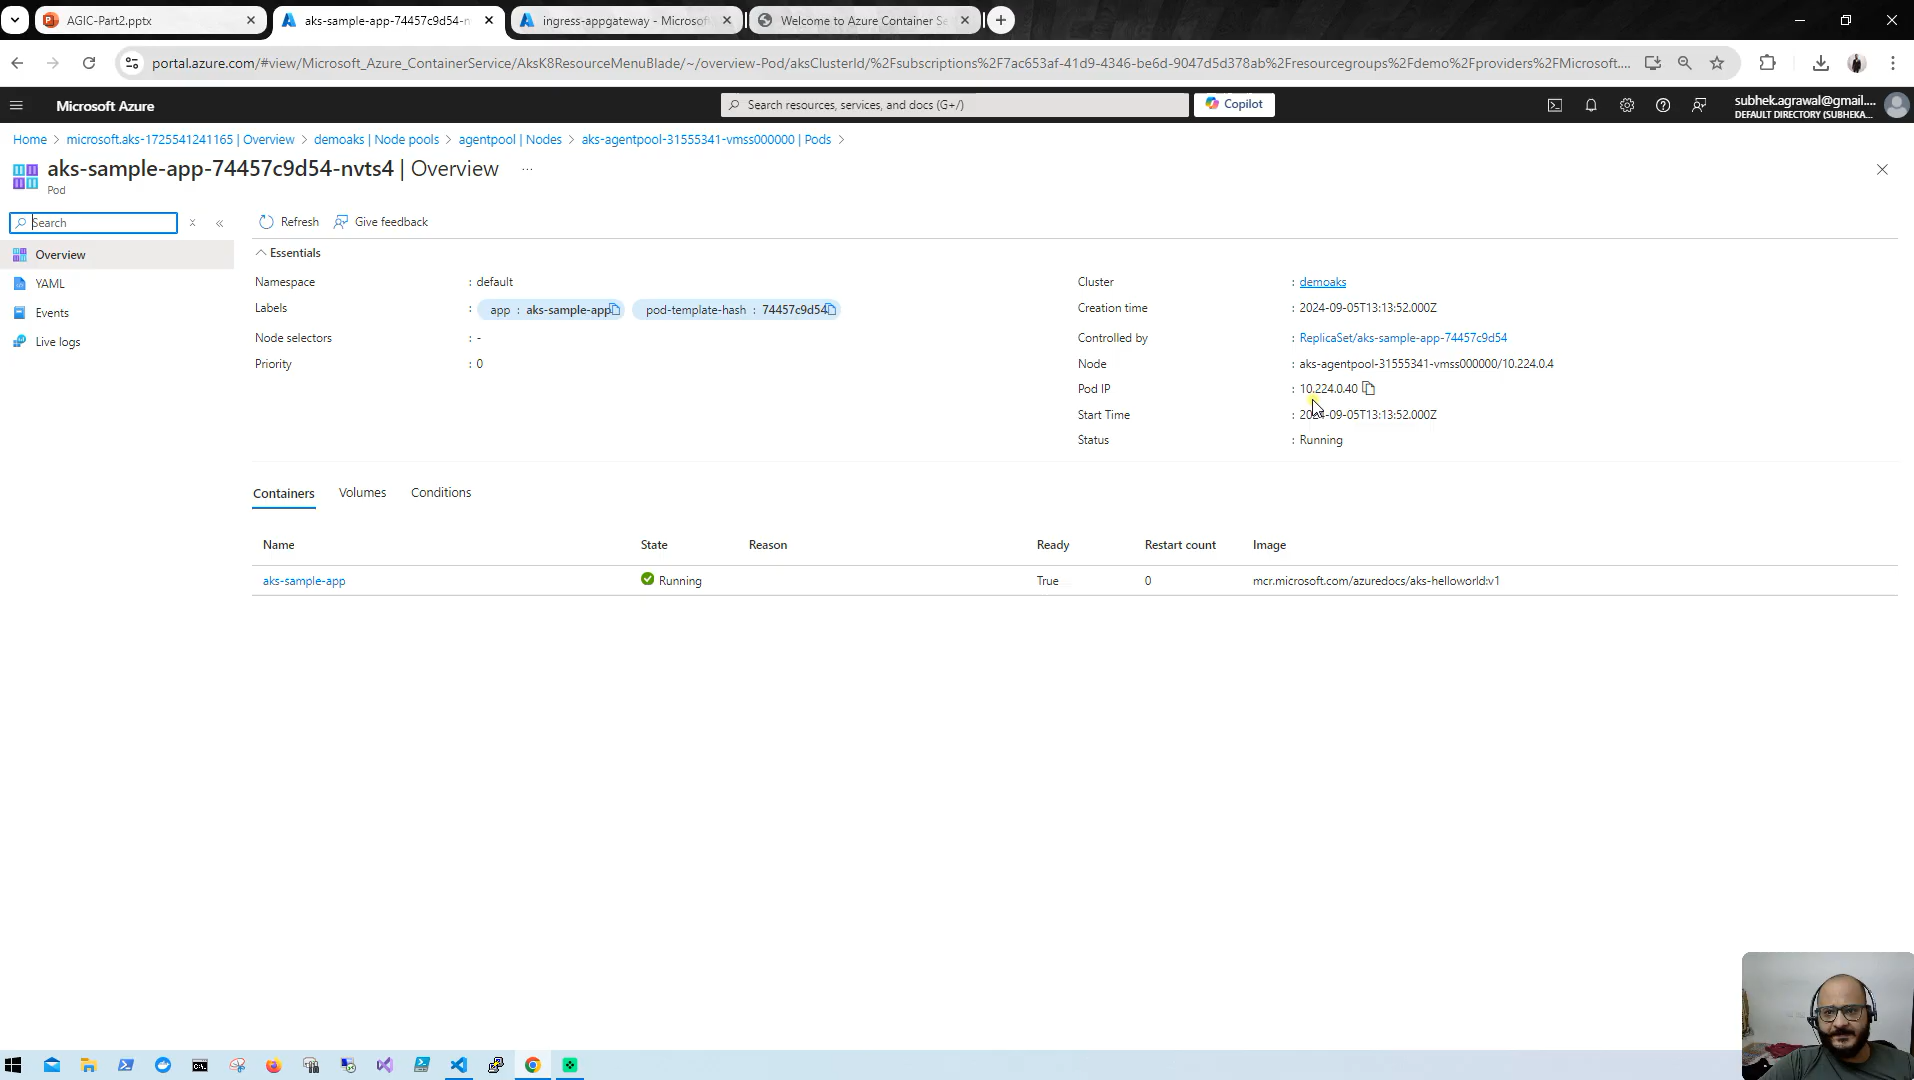 AGIC-Part2.pptx
aks-sample-app-74457c9d54-n
ingress-appgateway - Microsoft
Welcome to Azure Container Se
portal.azure.com/#view/Microsoft_Azure_ContainerService/AksK8ResourceMenuBlade/~/overview-Pod/aksClusterId/%2Fsubscriptions%2F7ac653af-41d9-4346-be6d-9047d5d378ab%2Fresourcegroups%2Fdemo%2Fproviders%2FMicrosoft....
Microsoft Azure
Search resources, services, and docs (G+/)
Copilot
subhek.agrawal@gmail....
DEFAULT DIRECTORY (SUBHEKA...
Home > microsoft.aks-1725541241165 | Overview > demoaks | Node pools > agentpool | Nodes > aks-agentpool-31555341-vmss000000 | Pods >
aks-sample-app-74457c9d54-nvts4 | Overview ...
Pod
Search
Refresh
Give feedback
Overview
YAML
Events
Live logs
Essentials
Namespace : default
Labels : app : aks-sample-app pod-template-hash : 74457c9d54
Node selectors : -
Priority : 0
Cluster : demoaks
Creation time : 2024-09-05T13:13:52.000Z
Controlled by : ReplicaSet/aks-sample-app-74457c9d54
Node : aks-agentpool-31555341-vmss000000/10.224.0.4
Pod IP : 10.224.0.40
Start Time : 2024-09-05T13:13:52.000Z
Status : Running
Containers Volumes Conditions
Name State Reason Ready Restart count Image
aks-sample-app Running True 0 mcr.microsoft.com/azuredocs/aks-helloworld:v1